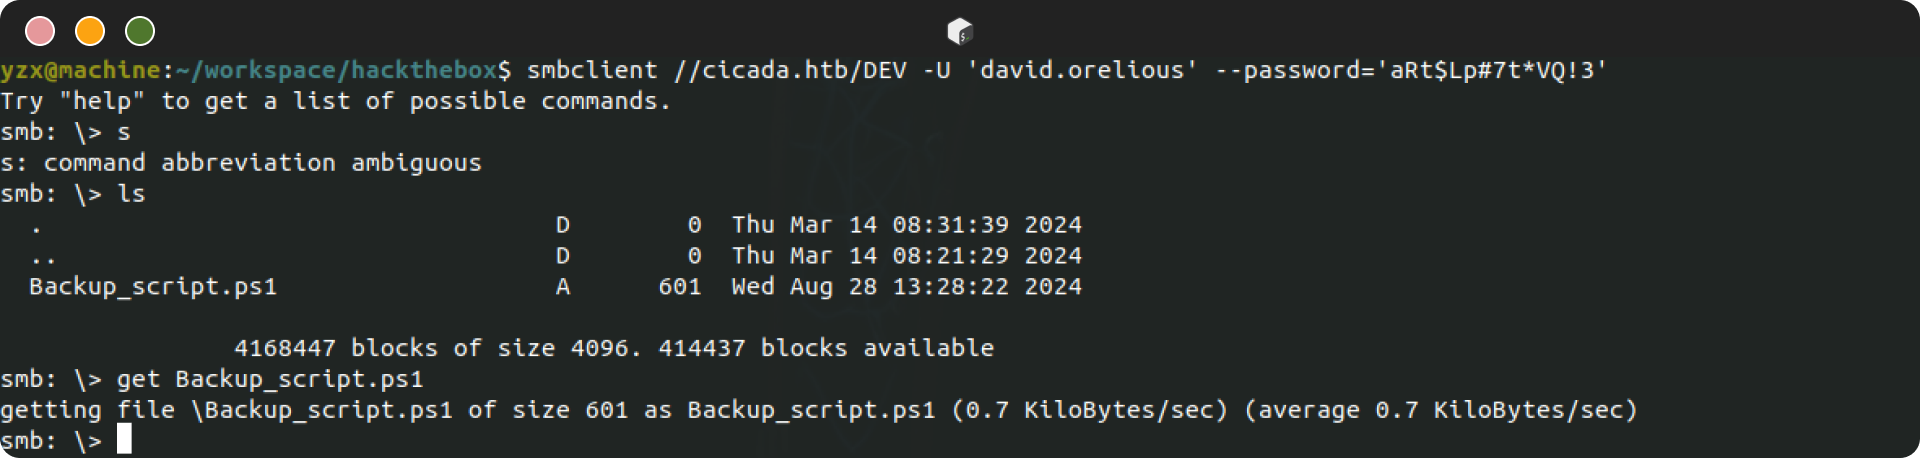 yzx@machine:~/workspace/hackthebox$ smbclient //cicada.htb/DEV -U 'david.orelious' --password='aRt$Lp#7t*VQ!3'
Try "help" to get a list of possible commands.
smb: \> s
s: command abbreviation ambiguous
smb: \> ls
  .                                   D        0  Thu Mar 14 08:31:39 2024
  ..                                  D        0  Thu Mar 14 08:21:29 2024
  Backup_script.ps1                   A      601  Wed Aug 28 13:28:22 2024
                4168447 blocks of size 4096. 414437 blocks available
smb: \> get Backup_script.ps1
getting file \Backup_script.ps1 of size 601 as Backup_script.ps1 (0.7 KiloBytes/sec) (average 0.7 KiloBytes/sec)
smb: \>